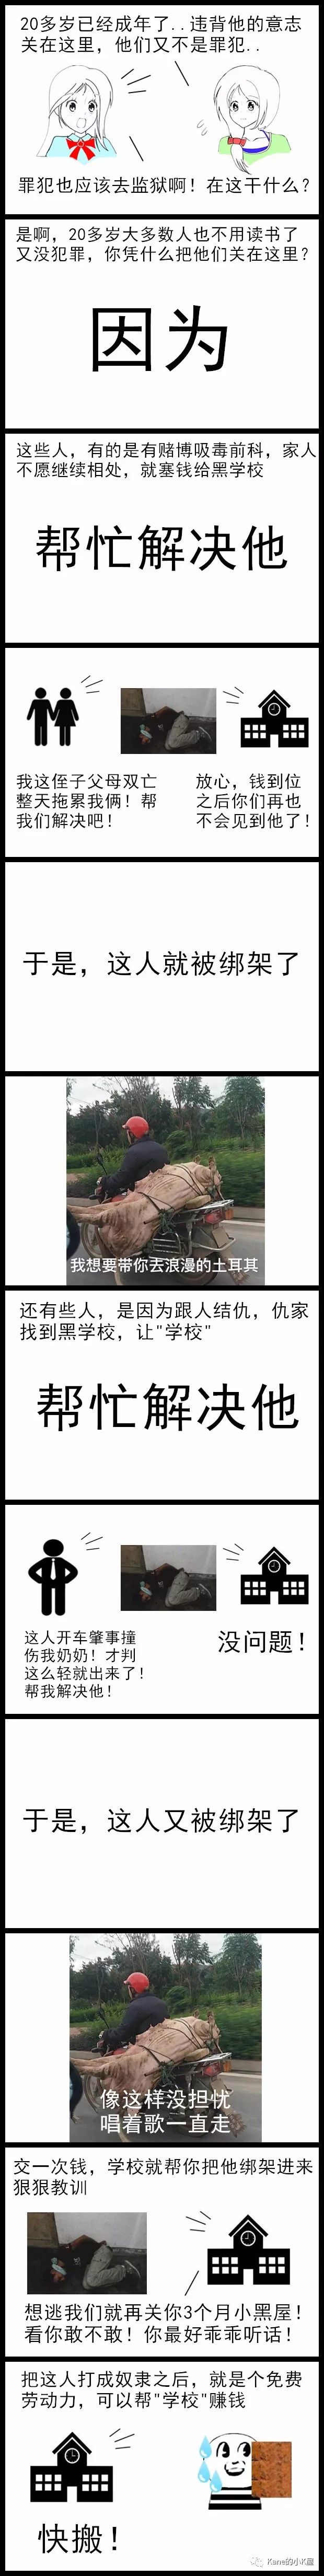 20多岁已经成年了..违背他的意志
关在这里，他们又不是罪犯..
罪犯也应该去监狱啊！在这干什么？
是啊，20多岁大多数人也不用读书了
又没犯罪，你凭什么把他们关在这里？
因为
这些人，有的是有赌博吸毒前科，家人
不愿继续相处，就塞钱给黑学校
帮忙解决他
我这侄子父母双亡
整天拖累我俩！帮
我们解决吧！
放心，钱到位
之后你们再也
不会见到他了！
于是，这人就被绑架了
我想要带你去浪漫的土耳其
还有些人，是因为跟人结仇，仇家
找到黑学校，让"学校"
帮忙解决他
这人开车肇事撞
伤我奶奶！才判
这么轻就出来了！
帮我解决他！
没问题！
于是，这人又被绑架了
像这样没担忧
唱着歌一直走
交一次钱，学校就帮你把他绑架进来
狠狠教训
想逃我们就再关你3个月小黑屋！
看你敢不敢！你最好乖乖听话！
把这人打成奴隶之后，就是个免费
劳动力，可以帮"学校"赚钱
快搬！
Kane的小K屋